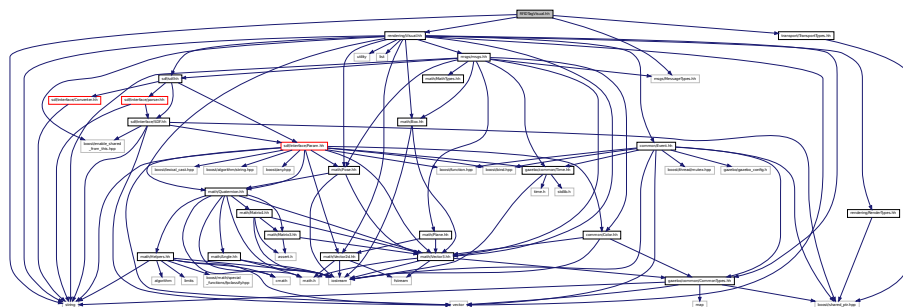 RFIDTagVisual.hh
rendering/Visual.hh
transport/TransportTypes.hh
utility
list
msgs/msgs.hh
sdf/sdf.hh
math/MathTypes.hh
msgs/MessageTypes.hh
sdf/interface/Converter.hh
sdf/interface/parser.hh
sdf/interface/SDF.hh
math/Box.hh
boost/enable_shared
_from_this.hpp
sdf/interface/Param.hh
common/Event.hh
boost/lexical_cast.hpp
boost/algorithm/string.hpp
boost/any.hpp
math/Pose.hh
boost/function.hpp
boost/bind.hpp
gazebo/common/Time.hh
boost/thread/mutex.hpp
gazebo/gazebo_config.h
math/Quaternion.hh
time.h
stdlib.h
math/Matrix4.hh
rendering/RenderTypes.hh
math/Matrix3.hh
math/Plane.hh
common/Color.hh
math/Helpers.hh
math/Angle.hh
assert.h
math/Vector2d.hh
math/Vector3.hh
algorithm
limits
boost/math/special
_functions/fpclassify.hpp
cmath
math.h
iostream
fstream
gazebo/common/CommonTypes.hh
string
vector
map
boost/shared_ptr.hpp